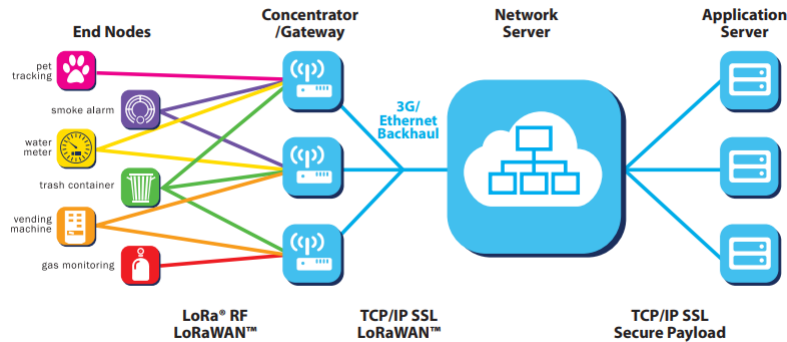 End Nodes
Concentrator
/Gateway
Network
Server
Application
Server
pet
tracking
smoke alarm
water
meter
trash container
vending
machine
gas monitoring
3G/
Ethernet
Backhaul
LoRa® RF
LoRaWAN™
TCP/IP SSL
LoRaWAN™
TCP/IP SSL
Secure Payload